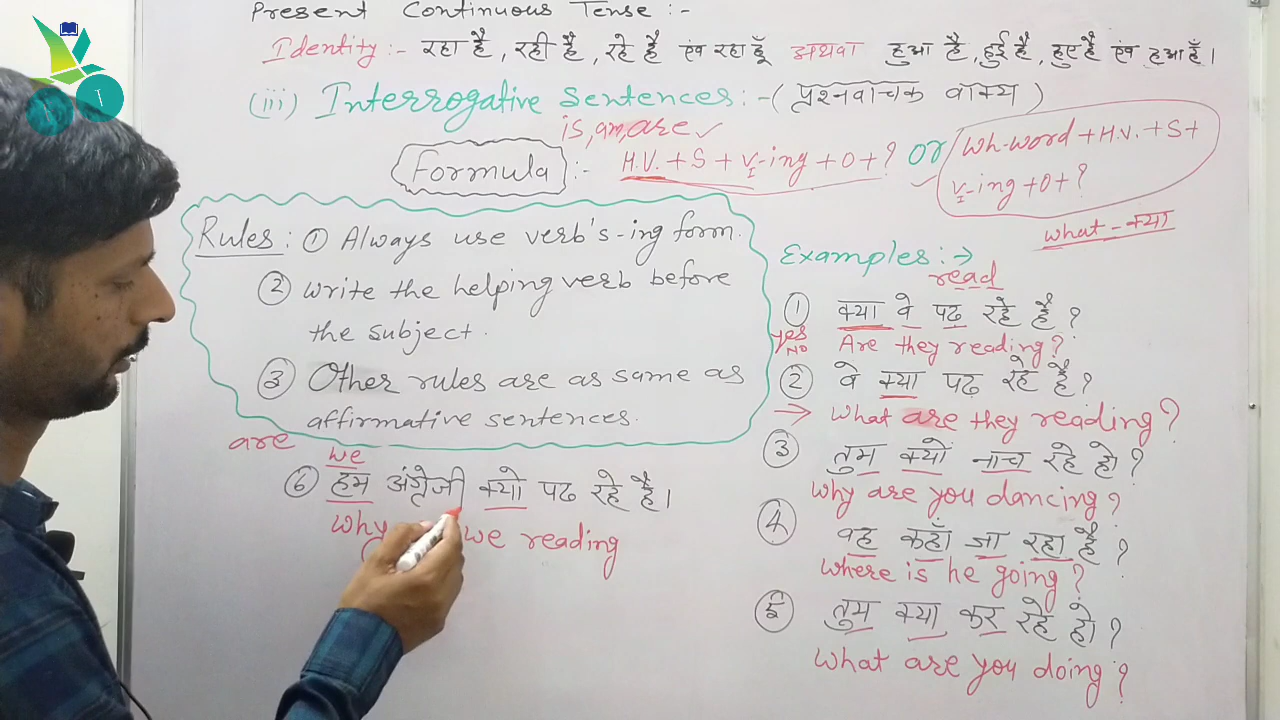 Present Continuous Tense :-
Identity :- रहा है, रही है, रहे है एंव रहा हूँ अथवा हुआ है, हुई है, हुए है एंव हुआ हूँ।
(iii) Interrogative Sentences :- ( प्रश्नवाचक वाक्य )
is, am, are ✓
Formula :- H.V. + S + V-ing + O + ? OR Wh-word + H.V. + S +
I
V-ing + O + ?
I
what - क्या
Rules : ① Always use verb's -ing form.
② Write the helping verb before
the subject.
③ Other rules are as same as
affirmative sentences.
are
we
⑥ हम अंग्रेजी क्यो पढ रहे है।
Why we reading
Examples :→
read
① क्या वे पढ रहे है ?
yes
NO
Are they reading ?
② वे क्या पढ रहे है ?
→ What are they reading ?
③ तुम क्यो नाच रहे हो ?
Why are you dancing ?
④ वह कहाँ जा रहा है ?
Where is he going ?
⑤ तुम क्या कर रहे हो ?
What are you doing ?